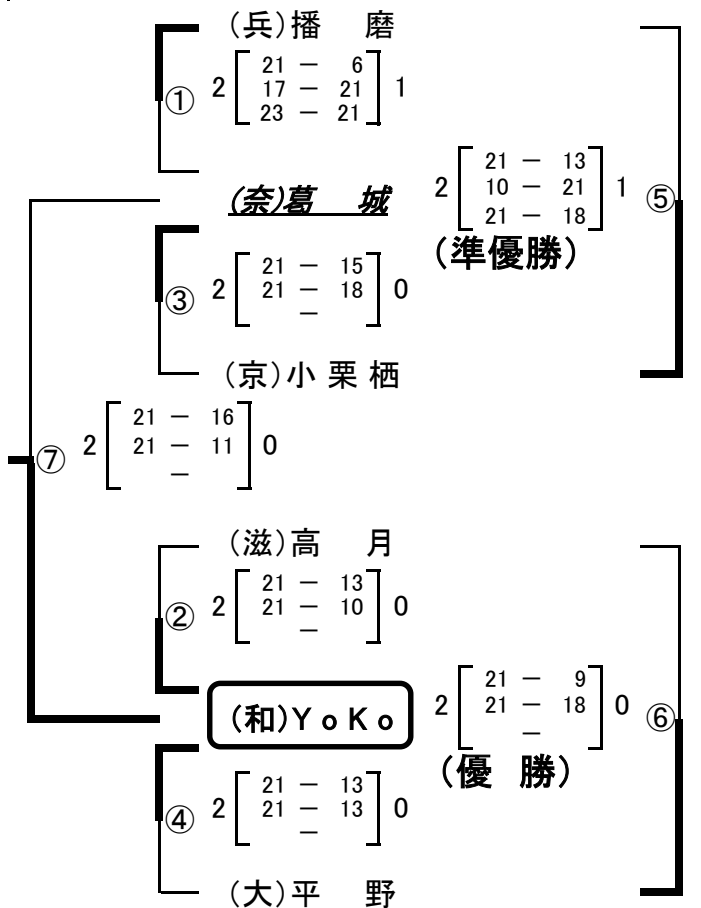 (兵)播 磨
① 2 [21 － 6] 1
17 － 21
23 － 21
(奈)葛 城
2 [21 － 13] 1 ⑤
10 － 21
21 － 18
(準優勝)
③ 2 [21 － 15] 0
21 － 18
－
(京)小栗栖
⑦ 2 [21 － 16] 0
21 － 11
－
(滋)高 月
② 2 [21 － 13] 0
21 － 10
－
(和)ＹｏＫｏ
2 [21 － 9] 0 ⑥
21 － 18
－
(優 勝)
④ 2 [21 － 13] 0
21 － 13
－
(大)平 野